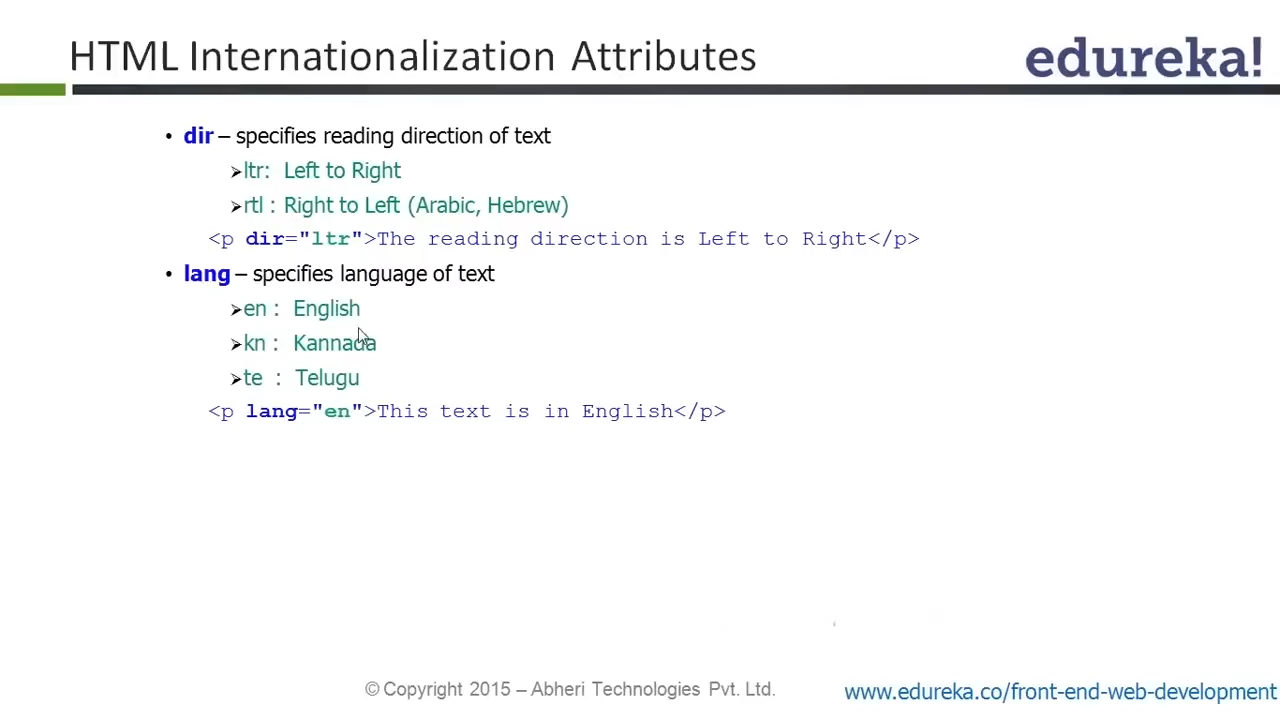 HTML Internationalization Attributes
edureka!
• dir – specifies reading direction of text
➢ltr: Left to Right
➢rtl : Right to Left (Arabic, Hebrew)
<p dir="ltr">The reading direction is Left to Right</p>
• lang – specifies language of text
➢en : English
➢kn : Kannada
➢te : Telugu
<p lang="en">This text is in English</p>
© Copyright 2015 – Abheri Technologies Pvt. Ltd.
www.edureka.co/front-end-web-development